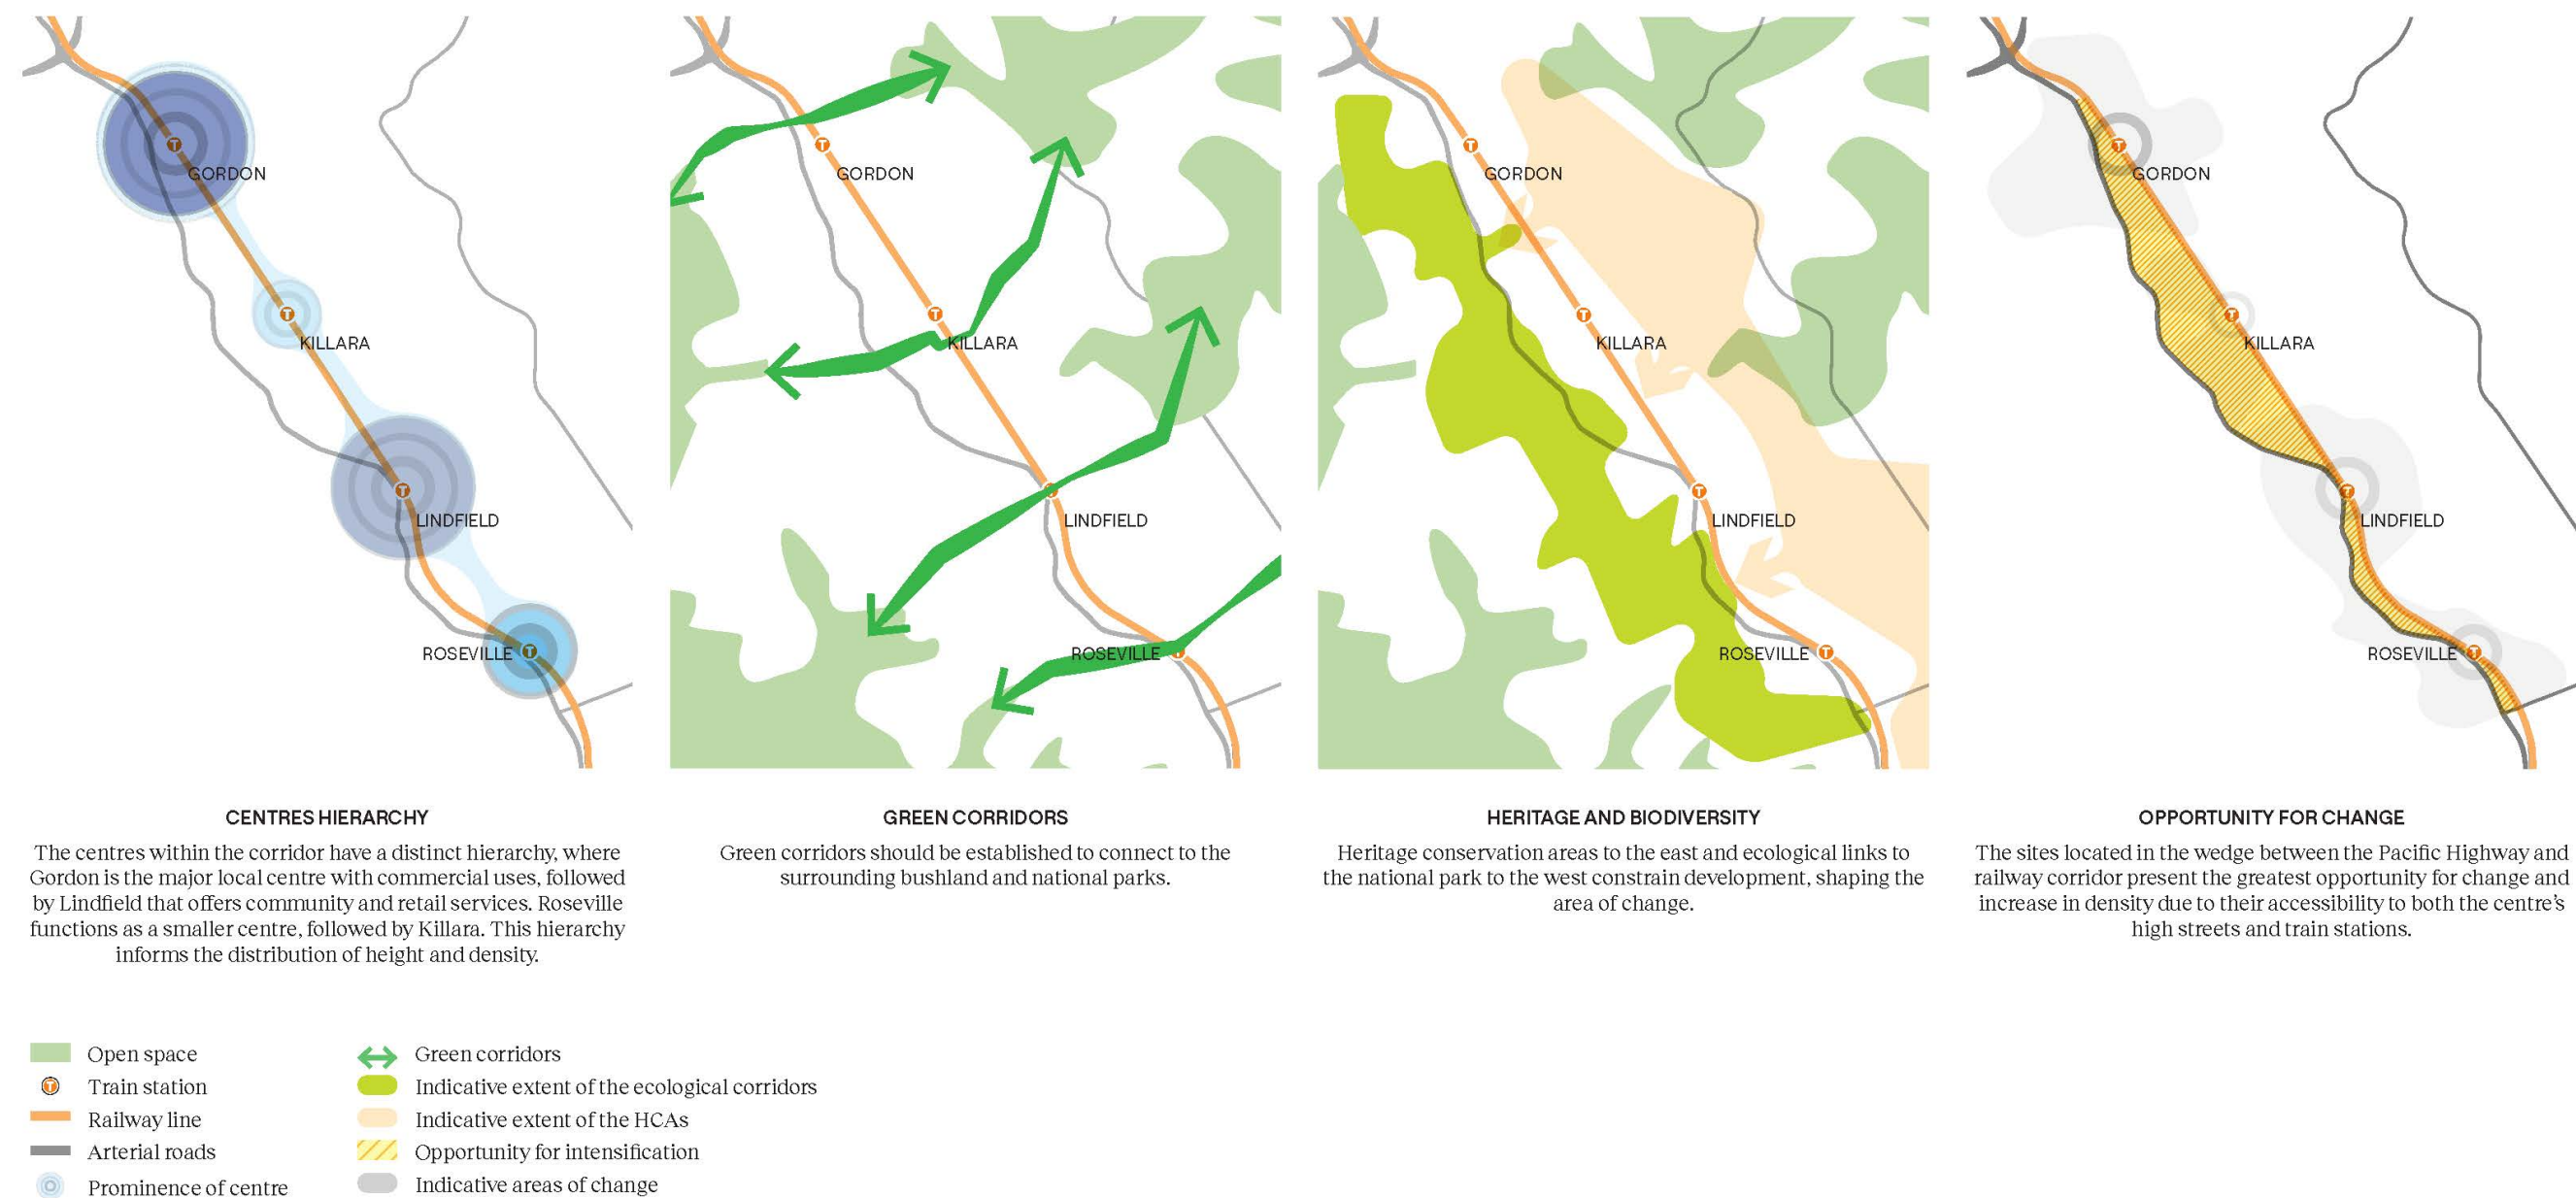 GORDON
KILLARA
LINDFIELD
ROSEVILLE
GORDON
KILLARA
LINDFIELD
ROSEVILLE
GORDON
KILLARA
LINDFIELD
ROSEVILLE
GORDON
KILLARA
LINDFIELD
ROSEVILLE
CENTRES HIERARCHY
The centres within the corridor have a distinct hierarchy, where
Gordon is the major local centre with commercial uses, followed
by Lindfield that offers community and retail services. Roseville
functions as a smaller centre, followed by Killara. This hierarchy
informs the distribution of height and density.
GREEN CORRIDORS
Green corridors should be established to connect to the
surrounding bushland and national parks.
HERITAGE AND BIODIVERSITY
Heritage conservation areas to the east and ecological links to
the national park to the west constrain development, shaping the
area of change.
OPPORTUNITY FOR CHANGE
The sites located in the wedge between the Pacific Highway and
railway corridor present the greatest opportunity for change and
increase in density due to their accessibility to both the centre's
high streets and train stations.
Open space
Train station
Railway line
Arterial roads
Prominence of centre
Green corridors
Indicative extent of the ecological corridors
Indicative extent of the HCAs
Opportunity for intensification
Indicative areas of change